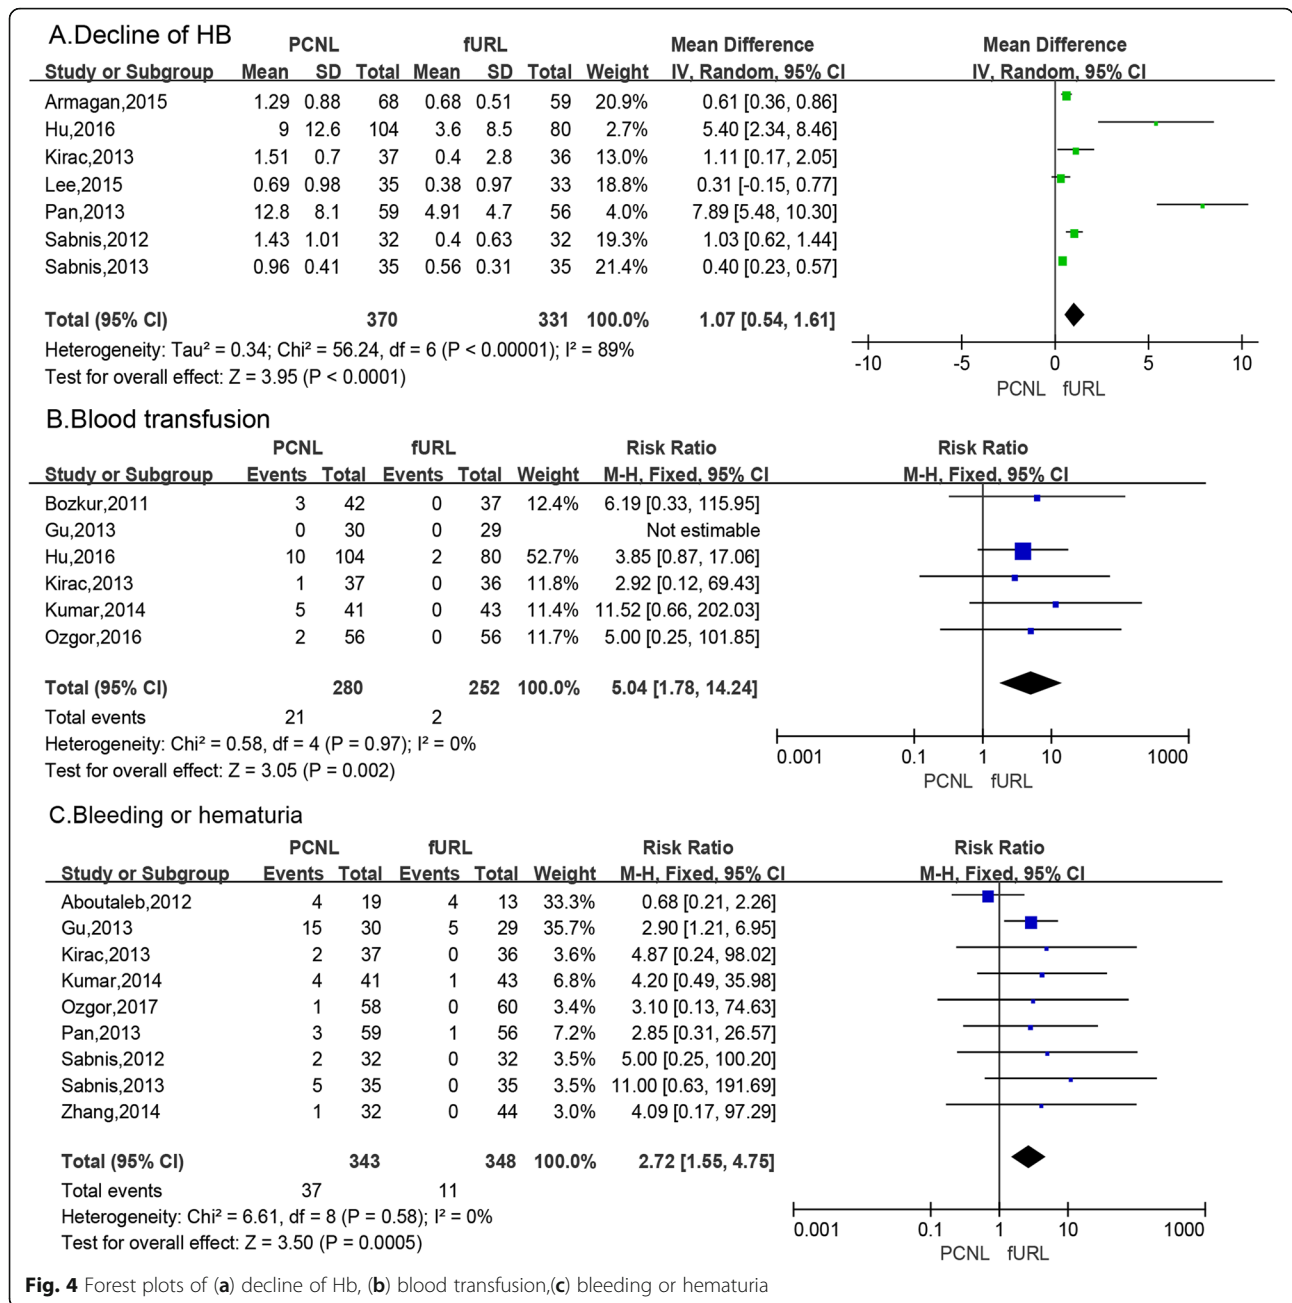 A.Decline of HB
PCNL fURL Mean Difference Mean Difference
Study or Subgroup Mean SD Total Mean SD Total Weight IV, Random, 95% CI IV, Random, 95% CI
Armagan,2015 1.29 0.88 68 0.68 0.51 59 20.9% 0.61 [0.36, 0.86]
Hu,2016 9 12.6 104 3.6 8.5 80 2.7% 5.40 [2.34, 8.46]
Kirac,2013 1.51 0.7 37 0.4 2.8 36 13.0% 1.11 [0.17, 2.05]
Lee,2015 0.69 0.98 35 0.38 0.97 33 18.8% 0.31 [-0.15, 0.77]
Pan,2013 12.8 8.1 59 4.91 4.7 56 4.0% 7.89 [5.48, 10.30]
Sabnis,2012 1.43 1.01 32 0.4 0.63 32 19.3% 1.03 [0.62, 1.44]
Sabnis,2013 0.96 0.41 35 0.56 0.31 35 21.4% 0.40 [0.23, 0.57]
Total (95% CI) 370 331 100.0% 1.07 [0.54, 1.61]
Heterogeneity: Tau² = 0.34; Chi² = 56.24, df = 6 (P < 0.00001); I² = 89%
Test for overall effect: Z = 3.95 (P < 0.0001)
-10 -5 0 5 10
PCNL fURL
B.Blood transfusion
PCNL fURL Risk Ratio Risk Ratio
Study or Subgroup Events Total Events Total Weight M-H, Fixed, 95% CI M-H, Fixed, 95% CI
Bozkur,2011 3 42 0 37 12.4% 6.19 [0.33, 115.95]
Gu,2013 0 30 0 29 Not estimable
Hu,2016 10 104 2 80 52.7% 3.85 [0.87, 17.06]
Kirac,2013 1 37 0 36 11.8% 2.92 [0.12, 69.43]
Kumar,2014 5 41 0 43 11.4% 11.52 [0.66, 202.03]
Ozgor,2016 2 56 0 56 11.7% 5.00 [0.25, 101.85]
Total (95% CI) 280 252 100.0% 5.04 [1.78, 14.24]
Total events 21 2
Heterogeneity: Chi² = 0.58, df = 4 (P = 0.97); I² = 0%
Test for overall effect: Z = 3.05 (P = 0.002)
0.001 0.1 1 10 1000
PCNL fURL
C.Bleeding or hematuria
PCNL fURL Risk Ratio Risk Ratio
Study or Subgroup Events Total Events Total Weight M-H, Fixed, 95% CI M-H, Fixed, 95% CI
Aboutaleb,2012 4 19 4 13 33.3% 0.68 [0.21, 2.26]
Gu,2013 15 30 5 29 35.7% 2.90 [1.21, 6.95]
Kirac,2013 2 37 0 36 3.6% 4.87 [0.24, 98.02]
Kumar,2014 4 41 1 43 6.8% 4.20 [0.49, 35.98]
Ozgor,2017 1 58 0 60 3.4% 3.10 [0.13, 74.63]
Pan,2013 3 59 1 56 7.2% 2.85 [0.31, 26.57]
Sabnis,2012 2 32 0 32 3.5% 5.00 [0.25, 100.20]
Sabnis,2013 5 35 0 35 3.5% 11.00 [0.63, 191.69]
Zhang,2014 1 32 0 44 3.0% 4.09 [0.17, 97.29]
Total (95% CI) 343 348 100.0% 2.72 [1.55, 4.75]
Total events 37 11
Heterogeneity: Chi² = 6.61, df = 8 (P = 0.58); I² = 0%
Test for overall effect: Z = 3.50 (P = 0.0005)
0.001 0.1 1 10 1000
PCNL fURL
Fig. 4 Forest plots of (a) decline of Hb, (b) blood transfusion,(c) bleeding or hematuria